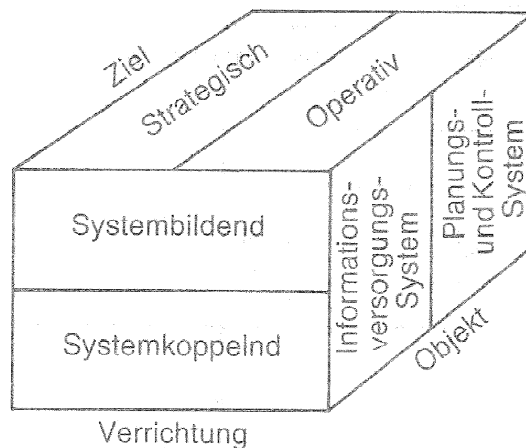 Ziel
Strategisch
Operativ
Systembildend
Systemkoppelnd
Informations-
versorgungs-
System
Planungs-
und Kontroll-
System
Objekt
Verrichtung